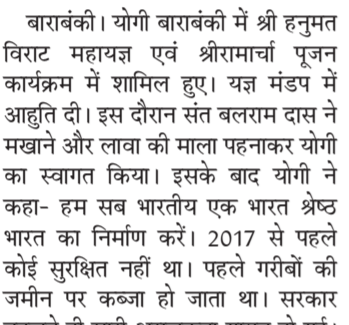 बाराबंकी। योगी बाराबंकी में श्री हनुमत
विराट महायज्ञ एवं श्रीरामार्चा पूजन
कार्यक्रम में शामिल हुए। यज्ञ मंडप में
आहुति दी। इस दौरान संत बलराम दास ने
मखाने और लावा की माला पहनाकर योगी
का स्वागत किया। इसके बाद योगी ने
कहा- हम सब भारतीय एक भारत श्रेष्ठ
भारत का निर्माण करें। 2017 से पहले
कोई सुरक्षित नहीं था। पहले गरीबों की
जमीन पर कब्जा हो जाता था। सरकार